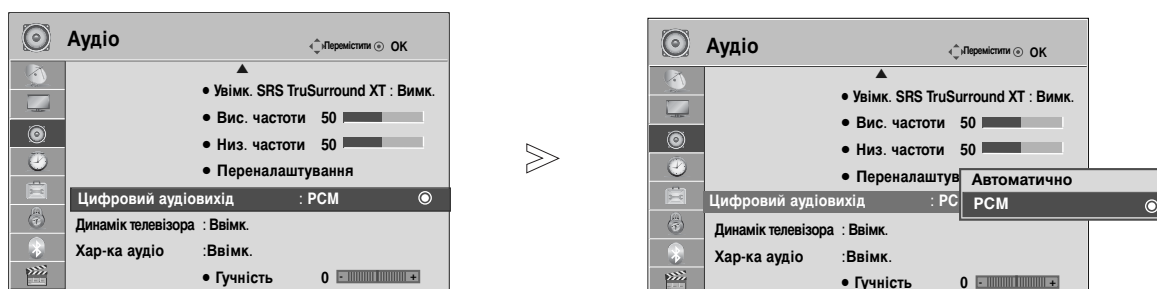 Аудіо
Перемістити OK
Увімк. SRS TruSurround XT : Вимк.
Вис. частоти 50
Низ. частоти 50
Переналаштування
Цифровий аудіовихід : PCM
Динамік телевізора : Ввімк.
Хар-ка аудіо :Ввімк.
Гучність 0 - +
Аудіо
Перемістити OK
Увімк. SRS TruSurround XT : Вимк.
Вис. частоти 50
Низ. частоти 50
Переналаштув
Автоматично
Цифровий аудіовихід : PC
PCM
Динамік телевізора : Ввімк.
Хар-ка аудіо :Ввімк.
Гучність 0 - +